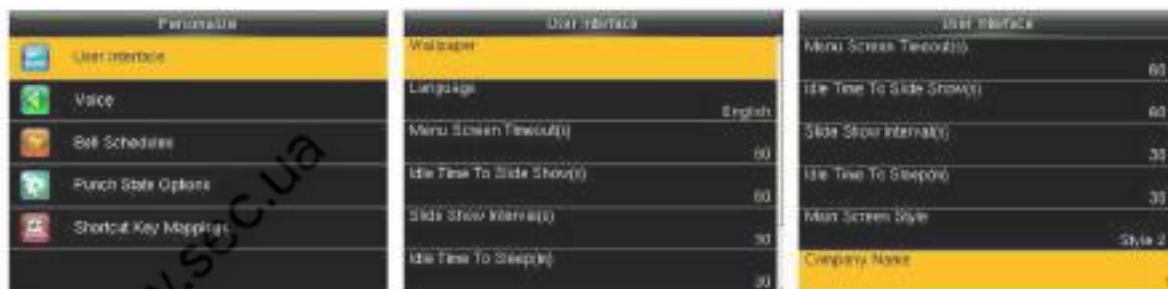 Personalize
User Interface
Voice
Bell Schedules
Punch State Options
Shortcut Key Mappings
User Interface
Wallpaper
Language
English
Menu Screen Timeout(s)
60
Idle Time To Slide Show(s)
60
Slide Show Interval(s)
30
Idle Time To Sleep(m)
30
User Interface
Menu Screen Timeout(s)
60
Idle Time To Slide Show(s)
60
Slide Show Interval(s)
30
Idle Time To Sleep(m)
30
Main Screen Style
Style 2
Company Name
.sec.ua